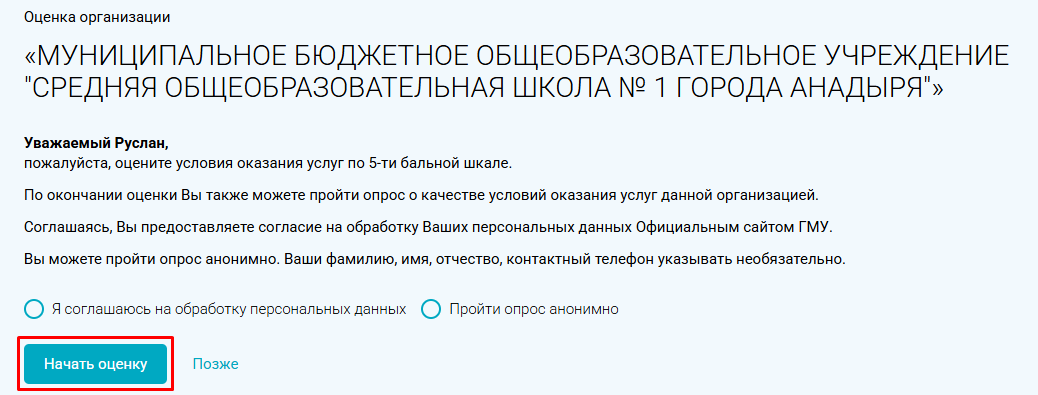 Оценка организации
«МУНИЦИПАЛЬНОЕ БЮДЖЕТНОЕ ОБЩЕОБРАЗОВАТЕЛЬНОЕ УЧРЕЖДЕНИЕ
"СРЕДНЯЯ ОБЩЕОБРАЗОВАТЕЛЬНАЯ ШКОЛА № 1 ГОРОДА АНАДЫРЯ"»
Уважаемый Руслан,
пожалуйста, оцените условия оказания услуг по 5-ти бальной шкале.
По окончании оценки Вы также можете пройти опрос о качестве условий оказания услуг данной организацией.
Соглашаясь, Вы предоставляете согласие на обработку Ваших персональных данных Официальным сайтом ГМУ.
Вы можете пройти опрос анонимно. Ваши фамилию, имя, отчество, контактный телефон указывать необязательно.
Я соглашаюсь на обработку персональных данных Пройти опрос анонимно
Начать оценку Позже